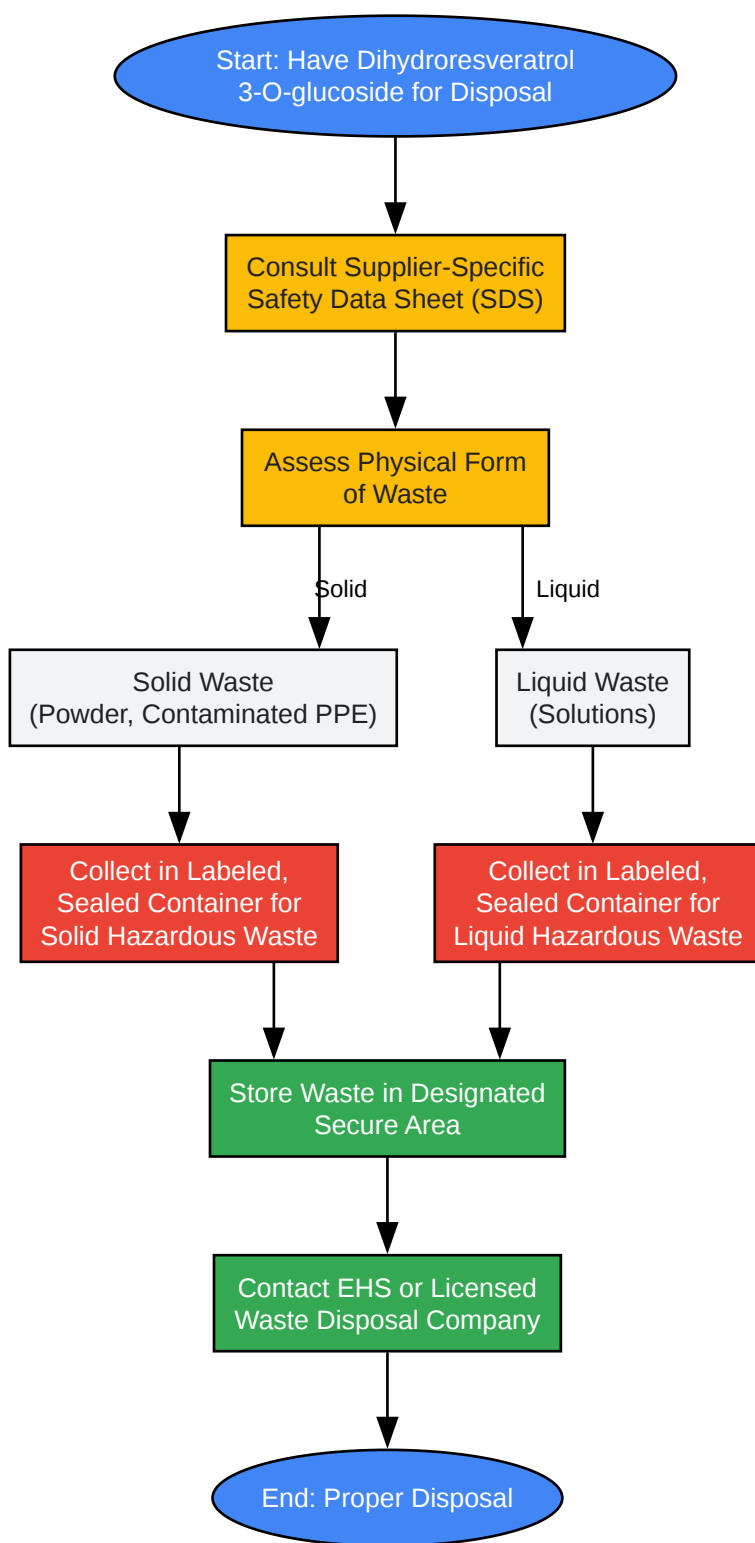 Start: Have Dihydroresveratrol
3-O-glucoside for Disposal
Consult Supplier-Specific
Safety Data Sheet (SDS)
Assess Physical Form
of Waste
Solid
Liquid
Solid Waste
(Powder, Contaminated PPE)
Liquid Waste
(Solutions)
Collect in Labeled,
Sealed Container for
Solid Hazardous Waste
Collect in Labeled,
Sealed Container for
Liquid Hazardous Waste
Store Waste in Designated
Secure Area
Contact EHS or Licensed
Waste Disposal Company
End: Proper Disposal